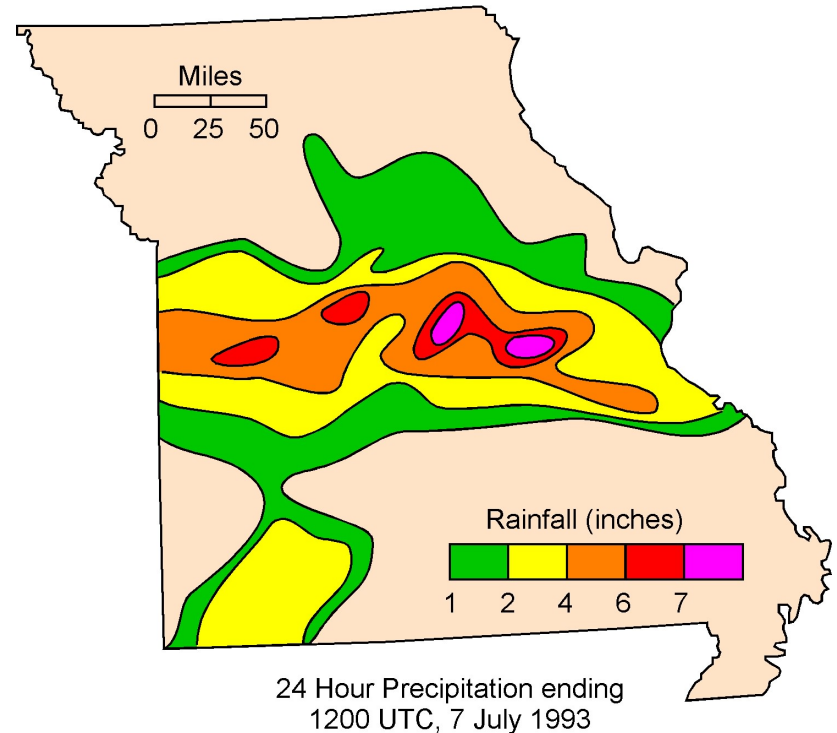 Miles
0 25 50
Rainfall (inches)
1 2 4 6 7
24 Hour Precipitation ending
1200 UTC, 7 July 1993